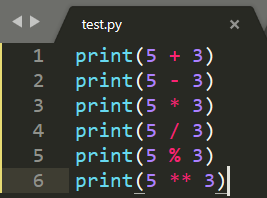 test.py
1 print(5 + 3)
2 print(5 - 3)
3 print(5 * 3)
4 print(5 / 3)
5 print(5 % 3)
6 print(5 ** 3)